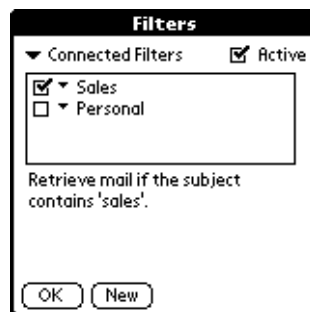 Filters
Connected Filters Active
Sales
Personal
Retrieve mail if the subject
contains 'sales'.
OK New